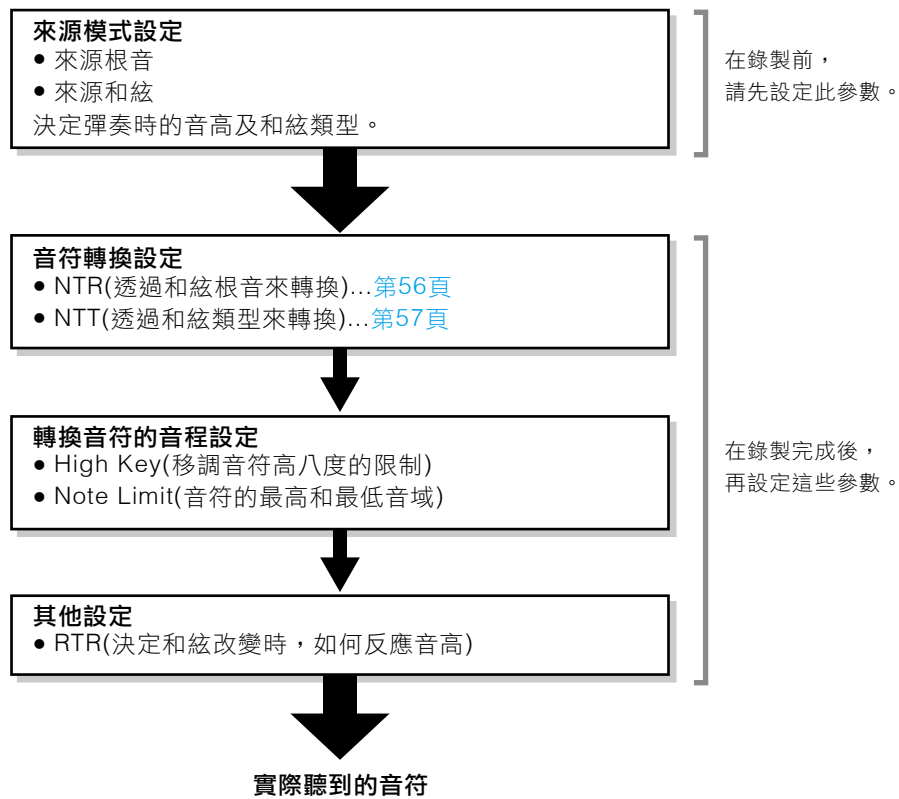 來源模式設定
● 來源根音
● 來源和絃
決定彈奏時的音高及和絃類型。
在錄製前，
請先設定此參數。
音符轉換設定
● NTR(透過和絃根音來轉換)...第56頁
● NTT(透過和絃類型來轉換)...第57頁
轉換音符的音程設定
● High Key(移調音符高八度的限制)
● Note Limit(音符的最高和最低音域)
在錄製完成後，
再設定這些參數。
其他設定
● RTR(決定和絃改變時，如何反應音高)
實際聽到的音符